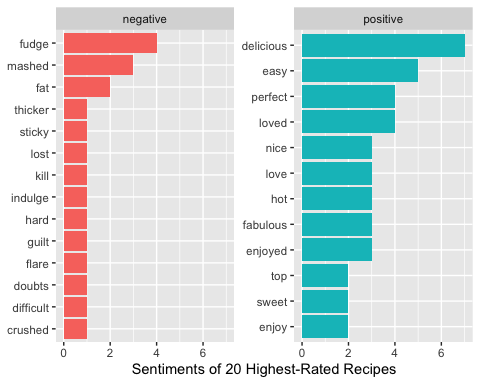 negative
fudge
mashed
fat
thicker
sticky
lost
kill
indulge
hard
guilt
flare
doubts
difficult
crushed
0 2 4 6
positive
delicious
easy
perfect
loved
nice
love
hot
fabulous
enjoyed
top
sweet
enjoy
0 2 4 6
Sentiments of 20 Highest-Rated Recipes